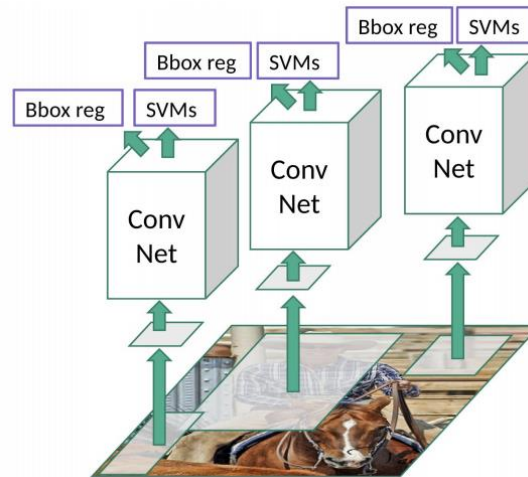 Bbox reg SVMs
Conv
Net
Bbox reg SVMs
Conv
Net
Bbox reg SVMs
Conv
Net